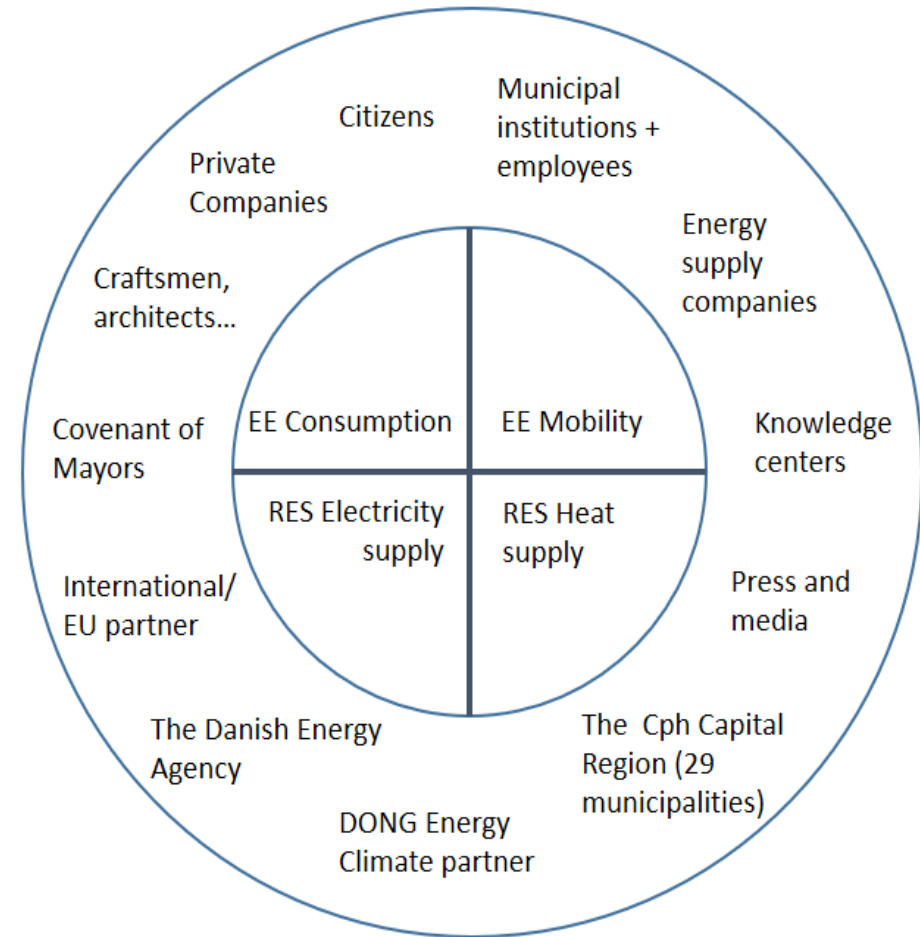 Citizens
Municipal
institutions +
employees
Private
Companies
Energy
supply
companies
Craftsmen,
architects...
Covenant of
Mayors
EE Consumption
EE Mobility
Knowledge
centers
RES Electricity
supply
RES Heat
supply
International/
EU partner
Press and
media
The Danish Energy
Agency
The  Cph Capital
Region (29
municipalities)
DONG Energy
Climate partner